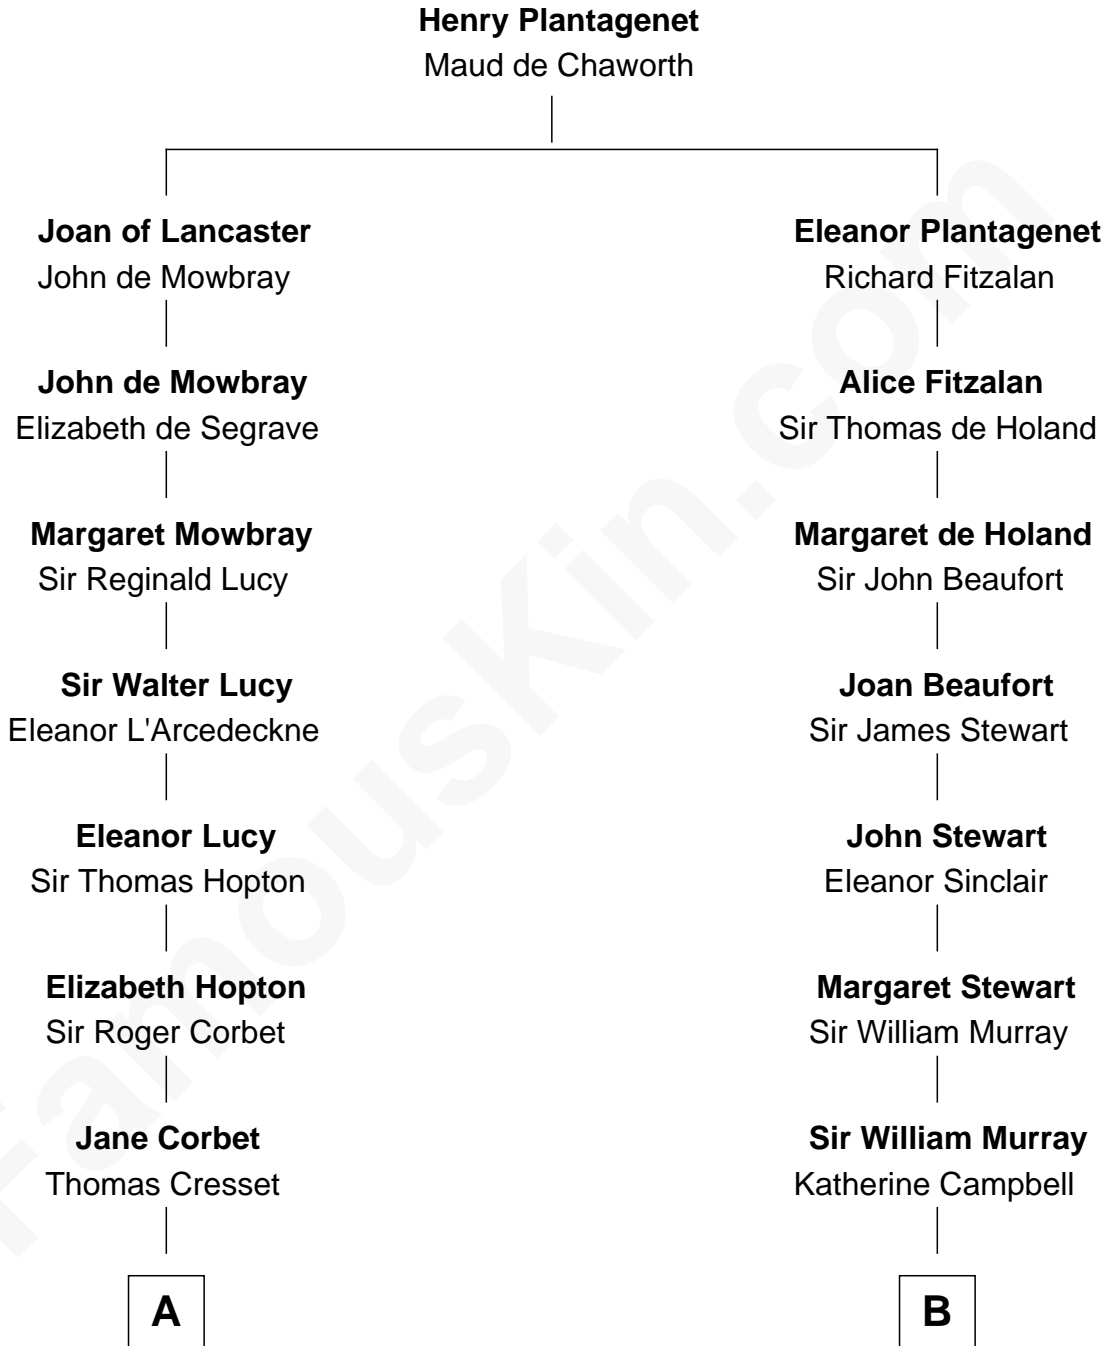 Henry Plantagenet
Maud de Chaworth
Joan of Lancaster
John de Mowbray
Eleanor Plantagenet
Richard Fitzalan
John de Mowbray
Elizabeth de Segrave
Alice Fitzalan
Sir Thomas de Holand
Margaret Mowbray
Sir Reginald Lucy
Margaret de Holand
Sir John Beaufort
Sir Walter Lucy
Eleanor L'Arcedeckne
Joan Beaufort
Sir James Stewart
Eleanor Lucy
Sir Thomas Hopton
John Stewart
Eleanor Sinclair
Elizabeth Hopton
Sir Roger Corbet
Margaret Stewart
Sir William Murray
Jane Corbet
Thomas Cresset
Sir William Murray
Katherine Campbell
A
B
FamousKin.com